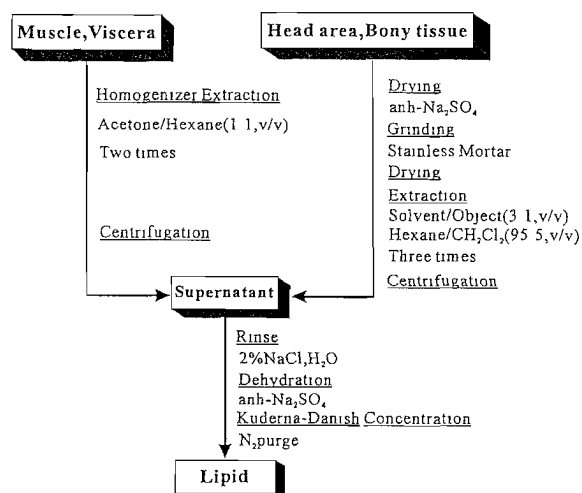 Muscle,Viscera
Homogenizer Extraction
Acetone/Hexane(1 1,v/v)
Two times
Centrifugation
Head area,Bony tissue
Drying
anh-Na₂SO₄
Grinding
Stainless Mortar
Drying
Extraction
Solvent/Object(3 1,v/v)
Hexane/CH₂Cl₂(95 5,v/v)
Three times
Centrifugation
Supernatant
Rinse
2%NaCl,H₂O
Dehydration
anh-Na₂SO₄
Kuderna-Danish Concentration
N₂purge
Lipid